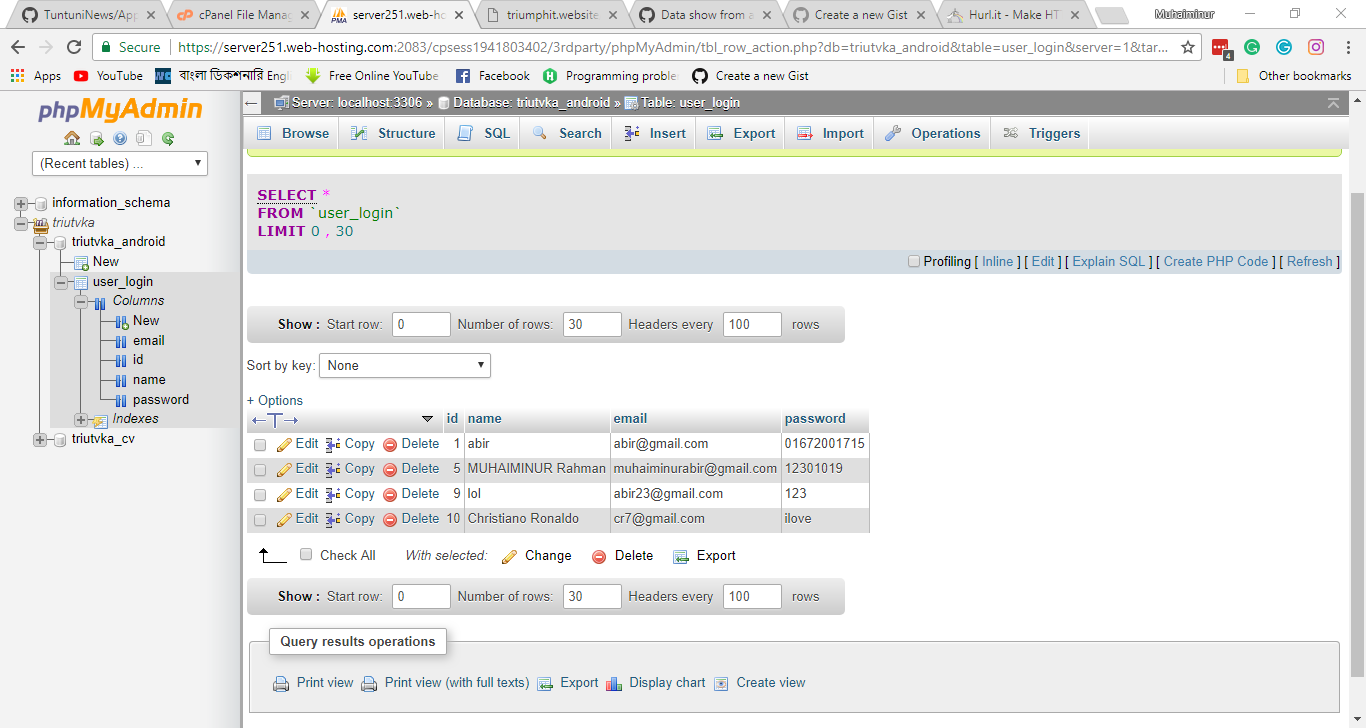 TuntuniNews/App
cPanel File Manag
server251.web-ho
triumphit.website
Data show from a
Create a new Gist
Hurl.it - Make HT
Muhaiminur
Secure https://server251.web-hosting.com:2083/cpsess1941803402/3rdparty/phpMyAdmin/tbl_row_action.php?db=triutvka_android&table=user_login&server=1&tar...
4
Apps YouTube বাংলা ডিকশনারি Engl Free Online YouTube Facebook Programming proble Create a new Gist Other bookmarks
phpMyAdmin
(Recent tables) ...
information_schema
triutvka
triutvka_android
New
user_login
Columns
New
email
id
name
password
Indexes
triutvka_cv
Server: localhost:3306 » Database: triutvka_android » Table: user_login
Browse Structure SQL Search Insert Export Import Operations Triggers
SELECT *
FROM `user_login`
LIMIT 0 , 30
Profiling [ Inline ] [ Edit ] [ Explain SQL ] [ Create PHP Code ] [ Refresh ]
Show : Start row: 0 Number of rows: 30 Headers every 100 rows
Sort by key: None
+ Options
id name email password
Edit Copy Delete 1 abir abir@gmail.com 01672001715
Edit Copy Delete 5 MUHAIMINUR Rahman muhaiminurabir@gmail.com 12301019
Edit Copy Delete 9 lol abir23@gmail.com 123
Edit Copy Delete 10 Christiano Ronaldo cr7@gmail.com ilove
Check All With selected: Change Delete Export
Show : Start row: 0 Number of rows: 30 Headers every 100 rows
Query results operations
Print view Print view (with full texts) Export Display chart Create view